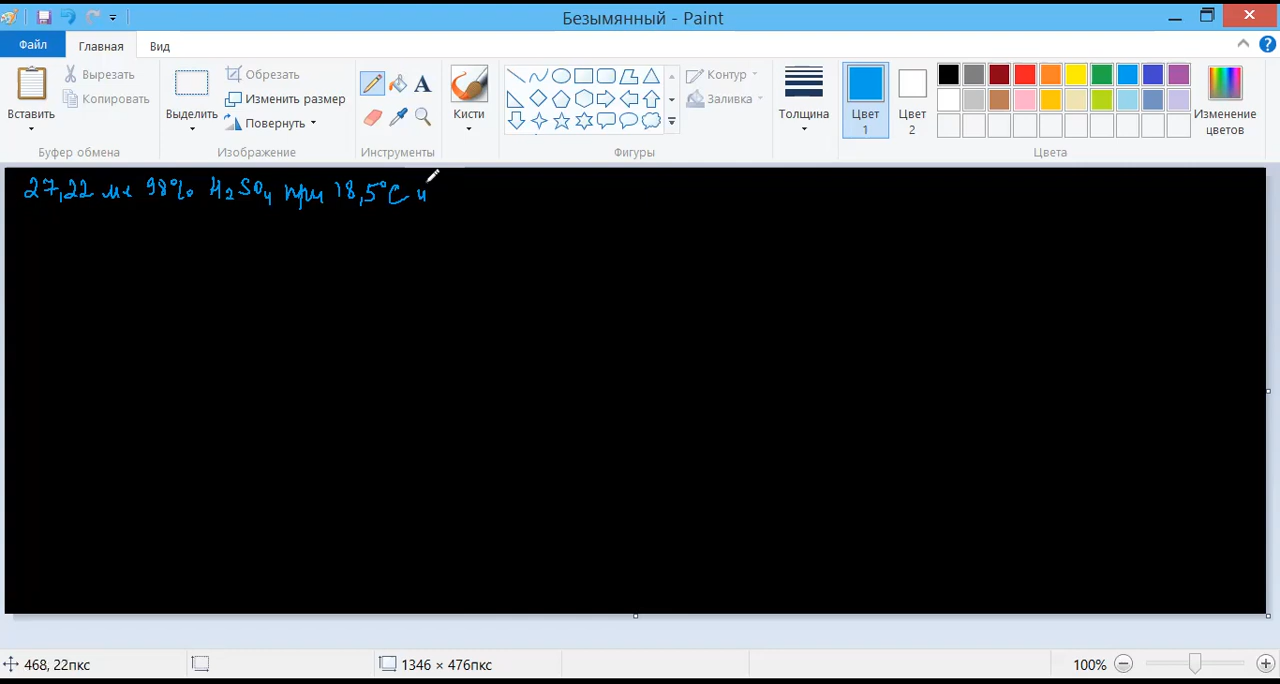 Безымянный - Paint
Файл
Главная
Вид
Вставить
Вырезать
Копировать
Буфер обмена
Выделить
Обрезать
Изменить размер
Повернуть
Изображение
A
Инструменты
Кисти
Фигуры
Контур
Заливка
Толщина
Цвет 1
Цвет 2
Изменение цветов
Цвета
27,22 мл 98% H₂SO₄ при 18,5°C и
468, 22пкс
1346 × 476пкс
100%